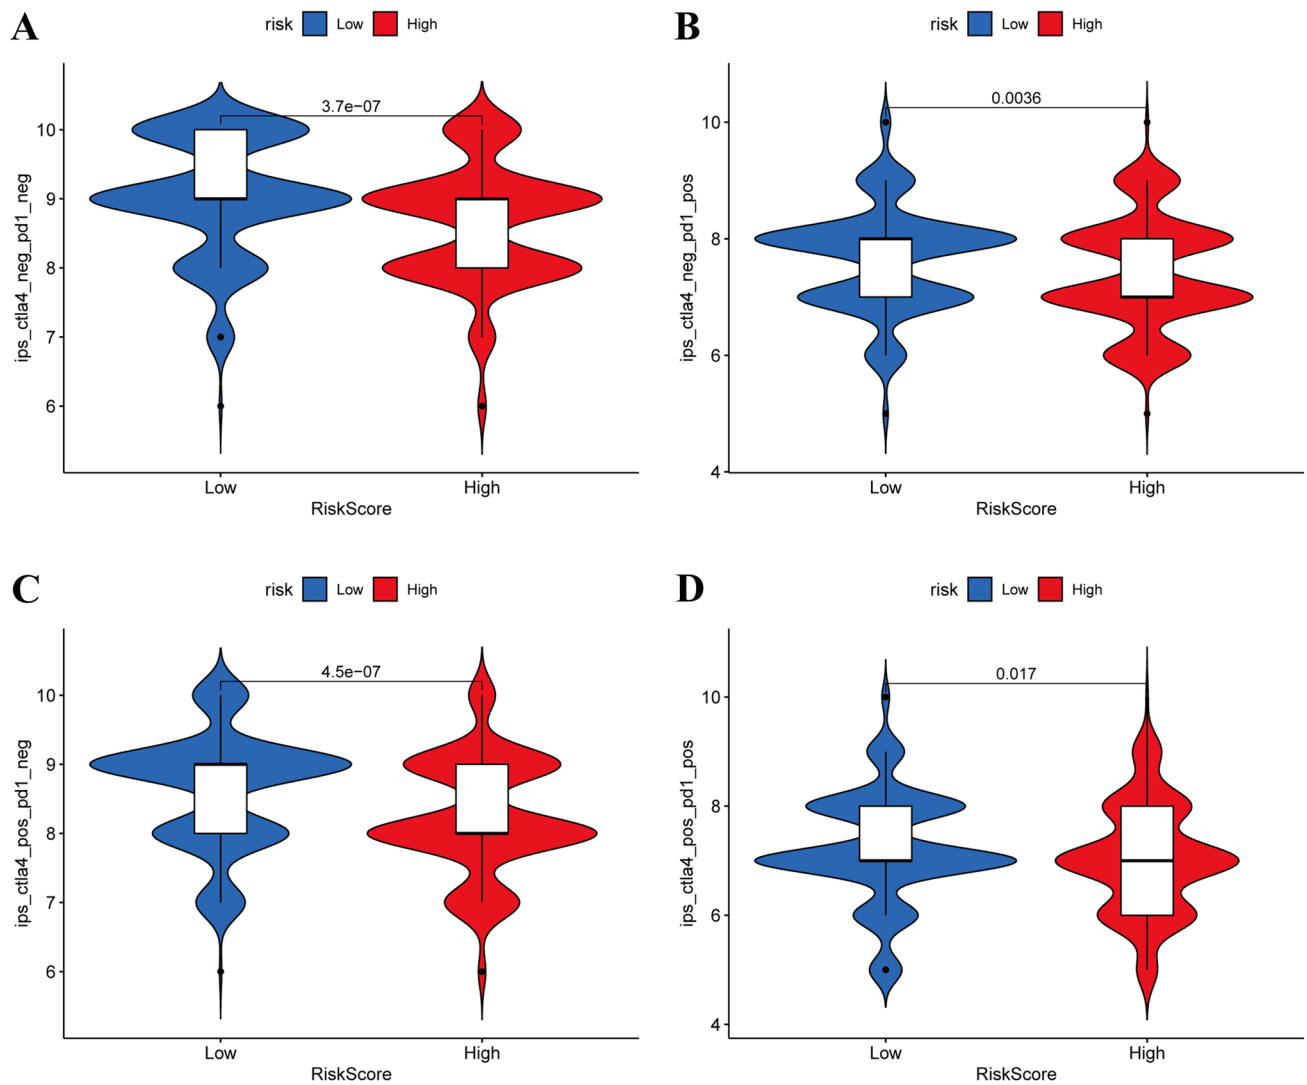 A
risk Low High
3.7e−07
10
9
8
7
6
ips_ctla4_neg_pd1_neg
Low High
RiskScore
B
risk Low High
0.0036
10
8
6
4
ips_ctla4_neg_pd1_pos
Low High
RiskScore
C
risk Low High
4.5e−07
10
9
8
7
6
ips_ctla4_pos_pd1_neg
Low High
RiskScore
D
risk Low High
0.017
10
8
6
4
ips_ctla4_pos_pd1_pos
Low High
RiskScore